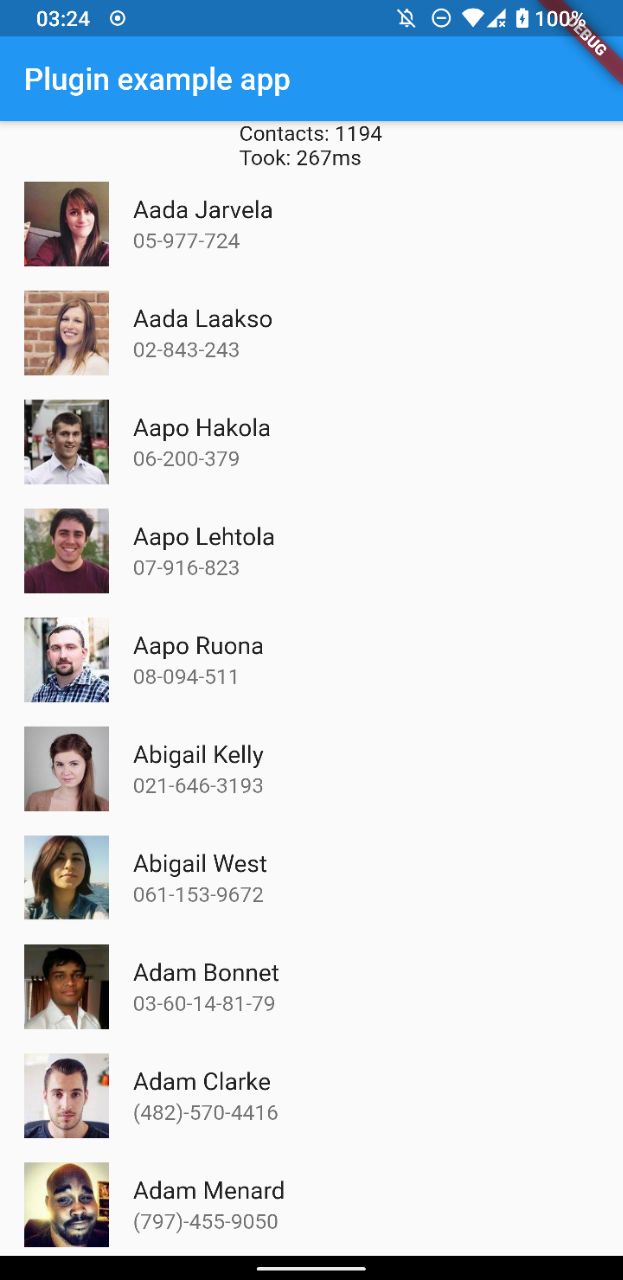 03:24
100%
DEBUG
Plugin example app
Contacts: 1194
Took: 267ms
Aada Jarvela
05-977-724
Aada Laakso
02-843-243
Aapo Hakola
06-200-379
Aapo Lehtola
07-916-823
Aapo Ruona
08-094-511
Abigail Kelly
021-646-3193
Abigail West
061-153-9672
Adam Bonnet
03-60-14-81-79
Adam Clarke
(482)-570-4416
Adam Menard
(797)-455-9050